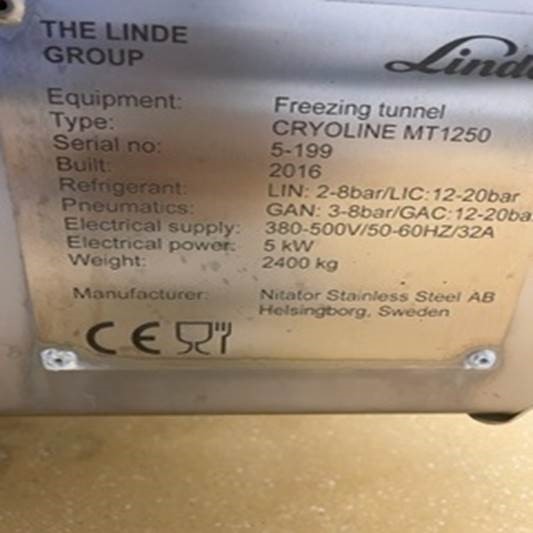 THE LINDE
GROUP
Linde
Equipment: Freezing tunnel
Type: CRYOLINE MT1250
Serial no: 5-199
Built: 2016
Refrigerant: LIN: 2-8bar/LIC:12-20bar
Pneumatics: GAN: 3-8bar/GAC:12-20ba
Electrical supply: 380-500V/50-60HZ/32A
Electrical power: 5 kW
Weight: 2400 kg
Manufacturer: Nitator Stainless Steel AB
Helsingborg, Sweden
CE